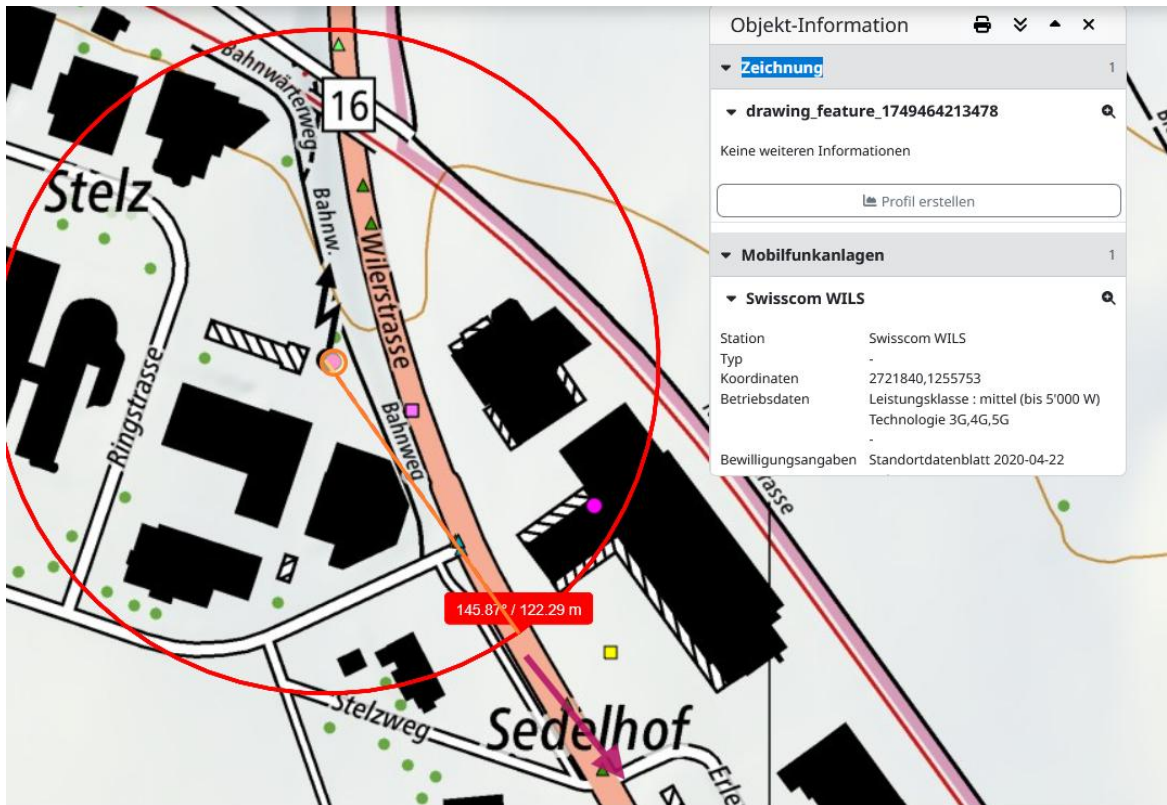 Objekt-Information
Zeichnung 1
drawing_feature_1749464213478
Keine weiteren Informationen
Profil erstellen
Mobilfunkanlagen 1
Swisscom WILS
Station Swisscom WILS
Typ -
Koordinaten 2721840,1255753
Betriebsdaten Leistungsklasse : mittel (bis 5'000 W)
Technologie 3G,4G,5G
-
Bewilligungsangaben Standortdatenblatt 2020-04-22
Bahnwärterweg
16
Stelz
Bahnw.
Wilerstrasse
Ringstrasse
Bahnweg
145.87° / 122.29 m
Stelzweg
Sedelhof